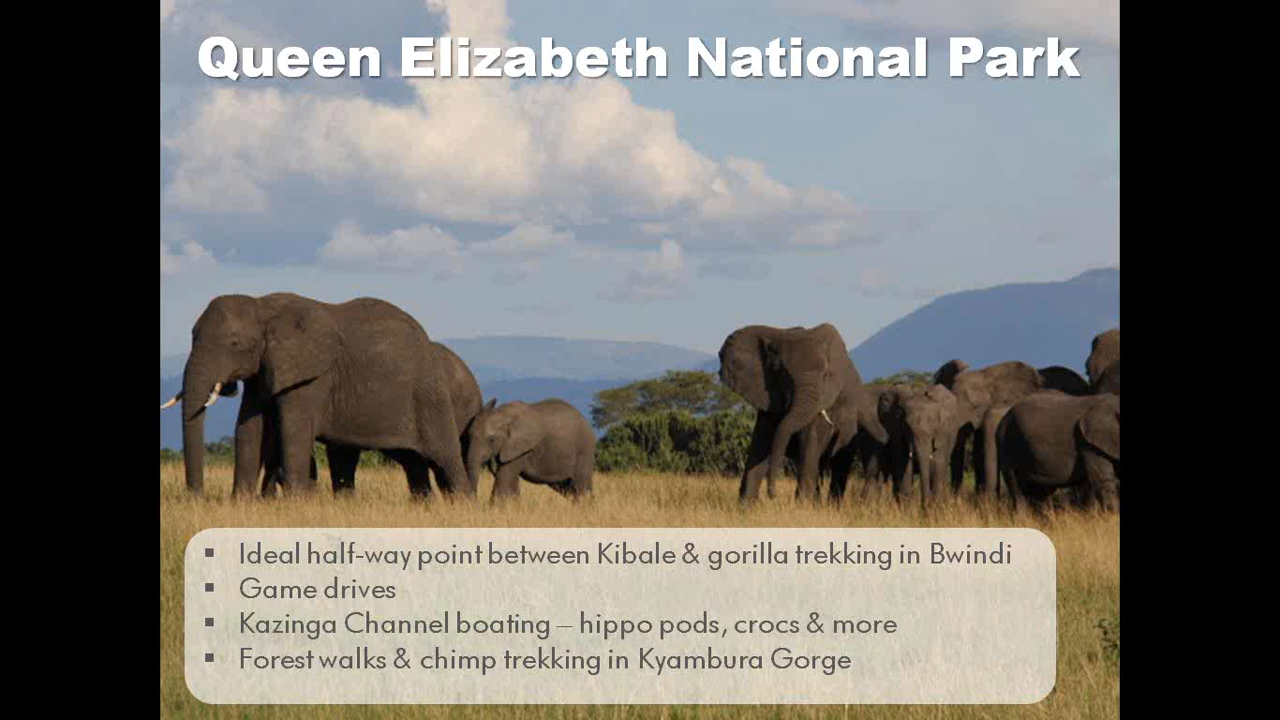 Queen Elizabeth National Park
▪ Ideal half-way point between Kibale & gorilla trekking in Bwindi
▪ Game drives
▪ Kazinga Channel boating – hippo pods, crocs & more
▪ Forest walks & chimp trekking in Kyambura Gorge